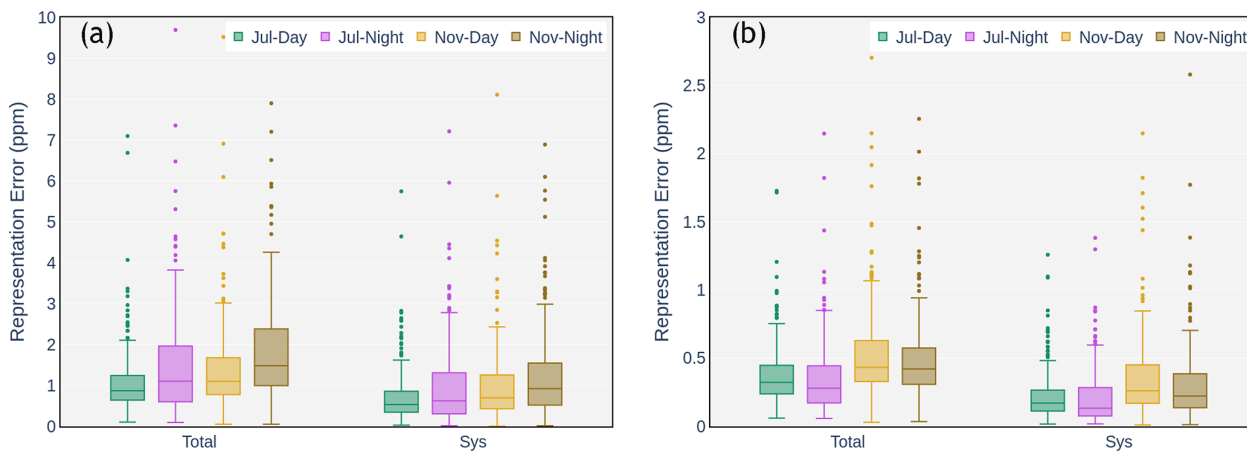 (a)
Jul-Day Jul-Night Nov-Day Nov-Night
Representation Error (ppm)
10
9
8
7
6
5
4
3
2
1
0
Total Sys
(b)
Jul-Day Jul-Night Nov-Day Nov-Night
Representation Error (ppm)
3
2.5
2
1.5
1
0.5
0
Total Sys